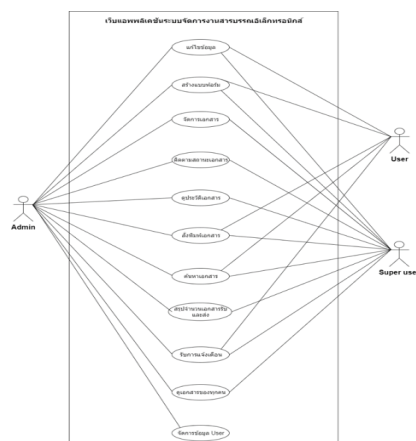 เว็บแอพพลิเคชันระบบจัดการงานสารบรรณอิเล็กทรอนิกส์
แก้ไขข้อมูล
สร้างแบบฟอร์ม
จัดการเอกสาร
ติดตามสถานะเอกสาร
User
ดูประวัติเอกสาร
Admin
สั่งพิมพ์เอกสาร
ค้นหาเอกสาร
Super use
สรุปจำนวนเอกสารรับ
และส่ง
รับการแจ้งเตือน
ดูเอกสารของทุกคน
จัดการข้อมูล User